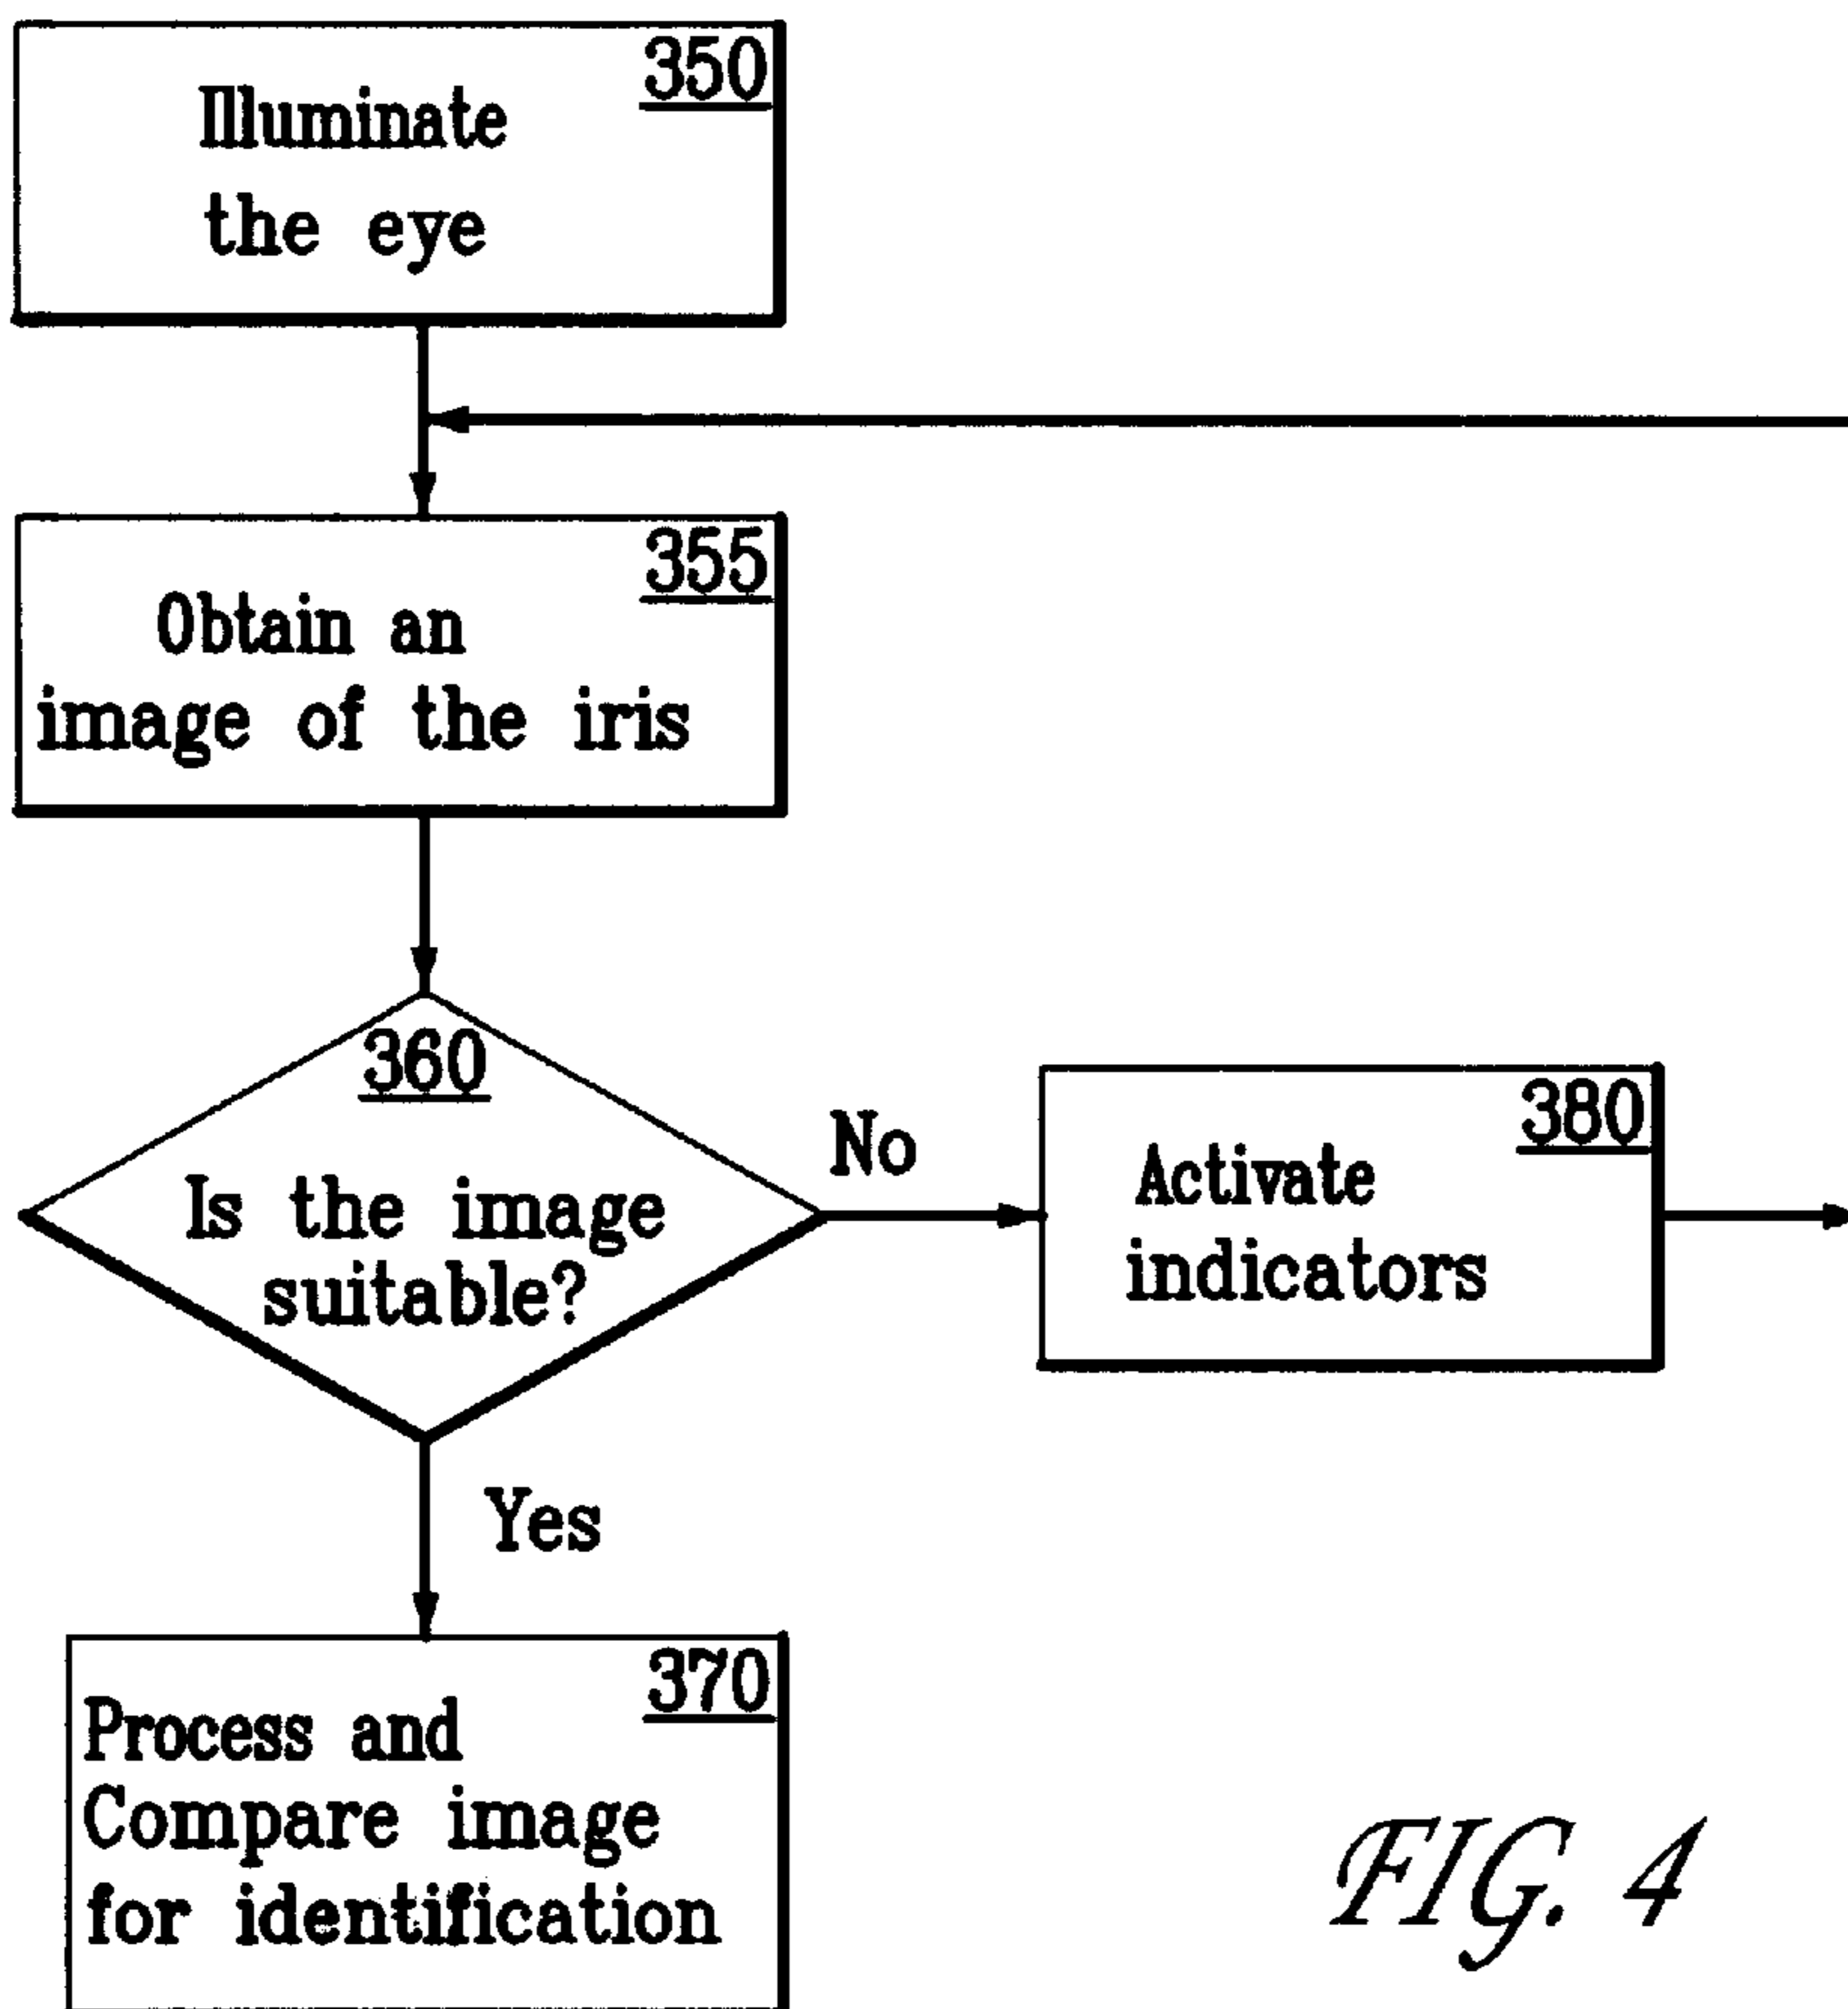 350
Illuminate
the eye
355
Obtain an
image of the iris
360
Is the image
suitable?
No
380
Activate
indicators
Yes
370
Process and
Compare image
for identification
FIG. 4